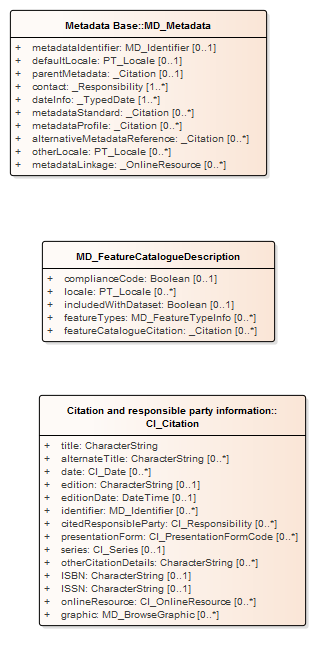 Metadata Base::MD_Metadata
+ metadataIdentifier: MD_Identifier [0..1]
+ defaultLocale: PT_Locale [0..1]
+ parentMetadata: _Citation [0..1]
+ contact: _Responsibility [1..*]
+ dateInfo: _TypedDate [1..*]
+ metadataStandard: _Citation [0..*]
+ metadataProfile: _Citation [0..*]
+ alternativeMetadataReference: _Citation [0..*]
+ otherLocale: PT_Locale [0..*]
+ metadataLinkage: _OnlineResource [0..*]
MD_FeatureCatalogueDescription
+ complianceCode: Boolean [0..1]
+ locale: PT_Locale [0..*]
+ includedWithDataset: Boolean [0..1]
+ featureTypes: MD_FeatureTypeInfo [0..*]
+ featureCatalogueCitation: _Citation [0..*]
Citation and responsible party information::
CI_Citation
+ title: CharacterString
+ alternateTitle: CharacterString [0..*]
+ date: CI_Date [0..*]
+ edition: CharacterString [0..1]
+ editionDate: DateTime [0..1]
+ identifier: MD_Identifier [0..*]
+ citedResponsibleParty: CI_Responsibility [0..*]
+ presentationForm: CI_PresentationFormCode [0..*]
+ series: CI_Series [0..1]
+ otherCitationDetails: CharacterString [0..*]
+ ISBN: CharacterString [0..1]
+ ISSN: CharacterString [0..1]
+ onlineResource: CI_OnlineResource [0..*]
+ graphic: MD_BrowseGraphic [0..*]